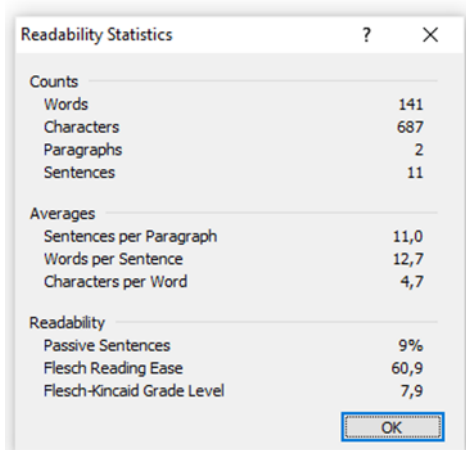 Readability Statistics ? ×
Counts
Words 141
Characters 687
Paragraphs 2
Sentences 11
Averages
Sentences per Paragraph 11,0
Words per Sentence 12,7
Characters per Word 4,7
Readability
Passive Sentences 9%
Flesch Reading Ease 60,9
Flesch-Kincaid Grade Level 7,9
OK